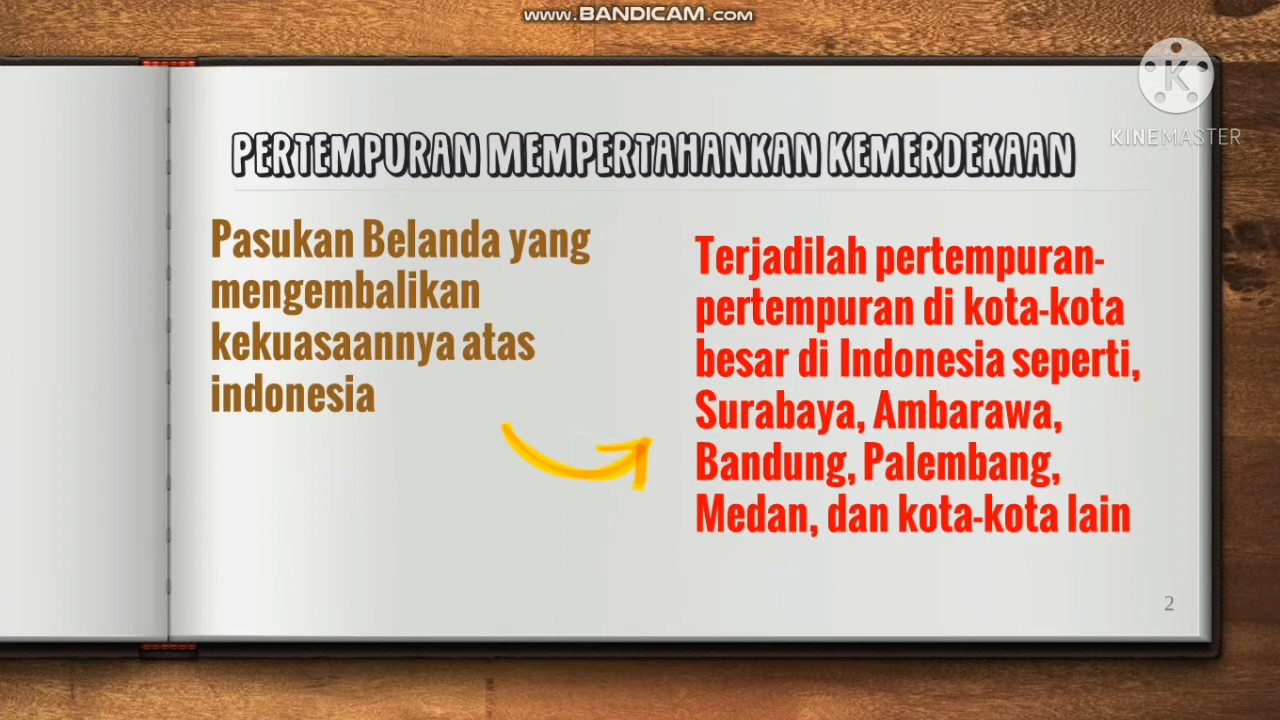 www.BANDICAM.com
KINEMASTER
PERTEMPURAN MEMPERTAHANKAN KEMERDEKAAN
Pasukan Belanda yang
mengembalikan
kekuasaannya atas
indonesia
Terjadilah pertempuran-
pertempuran di kota-kota
besar di Indonesia seperti,
Surabaya, Ambarawa,
Bandung, Palembang,
Medan, dan kota-kota lain
2